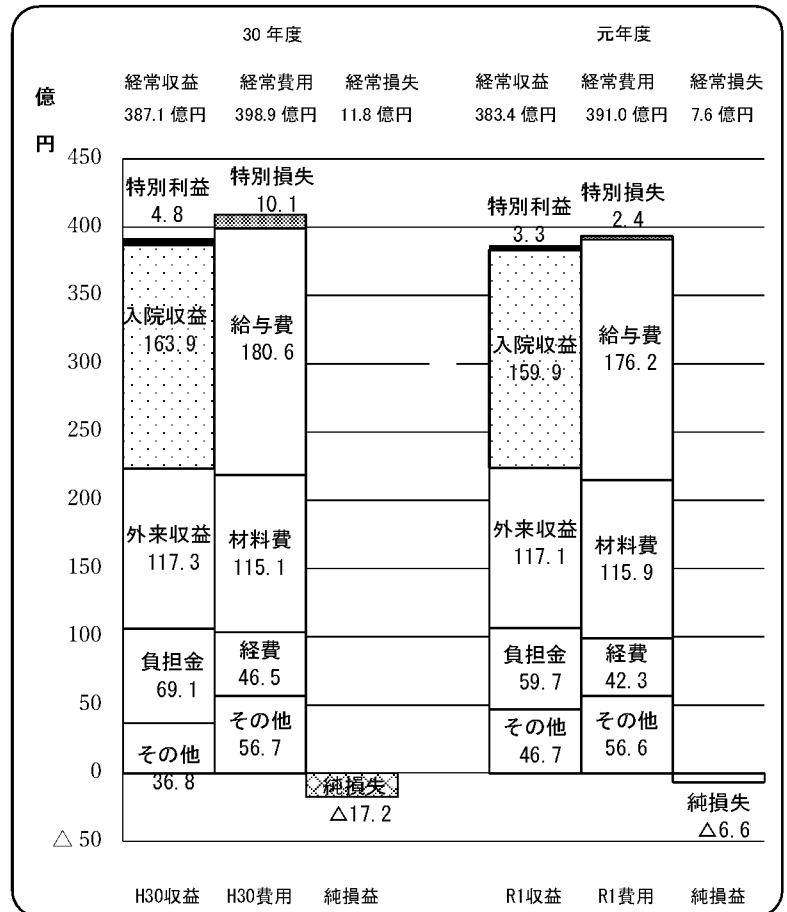 30年度 元年度
経常収益 経常費用 経常損失 経常収益 経常費用 経常損失
387.1億円 398.9億円 11.8億円 383.4億円 391.0億円 7.6億円
億
円
450
特別利益 特別損失 特別利益 特別損失
4.8 10.1 3.3 2.4
400
350
入院収益 給与費 入院収益 給与費
163.9 180.6 159.9 176.2
300
250
200
外来収益 材料費 外来収益 材料費
117.3 115.1 117.1 115.9
150
100
負担金 経費 負担金 経費
69.1 46.5 59.7 42.3
50
その他 その他 その他 その他
36.8 56.7 46.7 56.6
0
純損失 純損失
△17.2 △6.6
△50
H30収益 H30費用 純損益 R1収益 R1費用 純損益